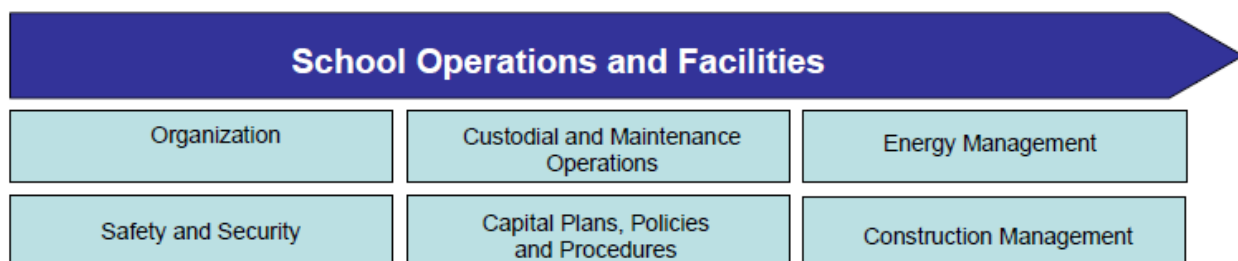 School Operations and Facilities
Organization
Custodial and Maintenance
Operations
Energy Management
Safety and Security
Capital Plans, Policies
and Procedures
Construction Management